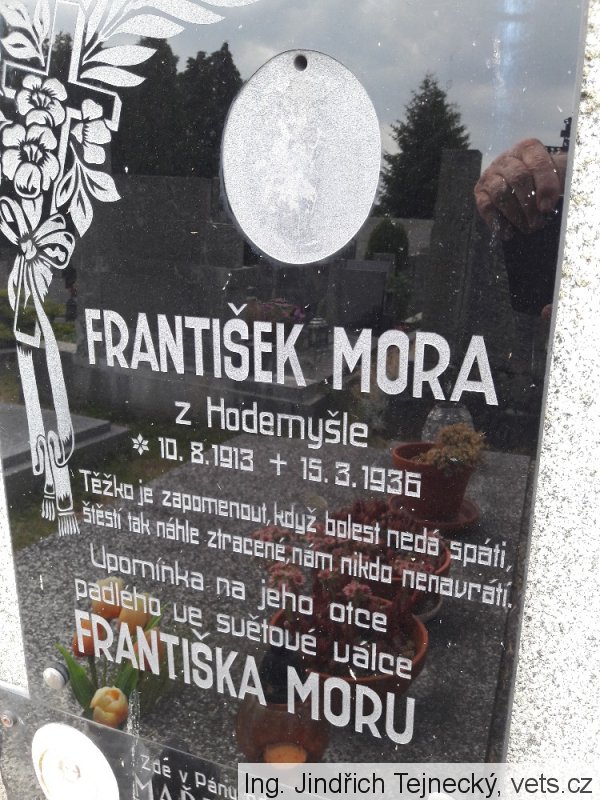 FRANTIŠEK MORA
z Hodemyšle
* 10. 8. 1913 + 15. 3. 1936
Těžko je zapomenout, když bolest nedá spáti,
štěstí tak náhle ztracené, nám nikdo nenavrátí.
Upomínka na jeho otce
padlého ve světové válce
FRANTIŠKA MORU
Zde v Pánu
Ing. Jindřich Tejnecký, vets.cz